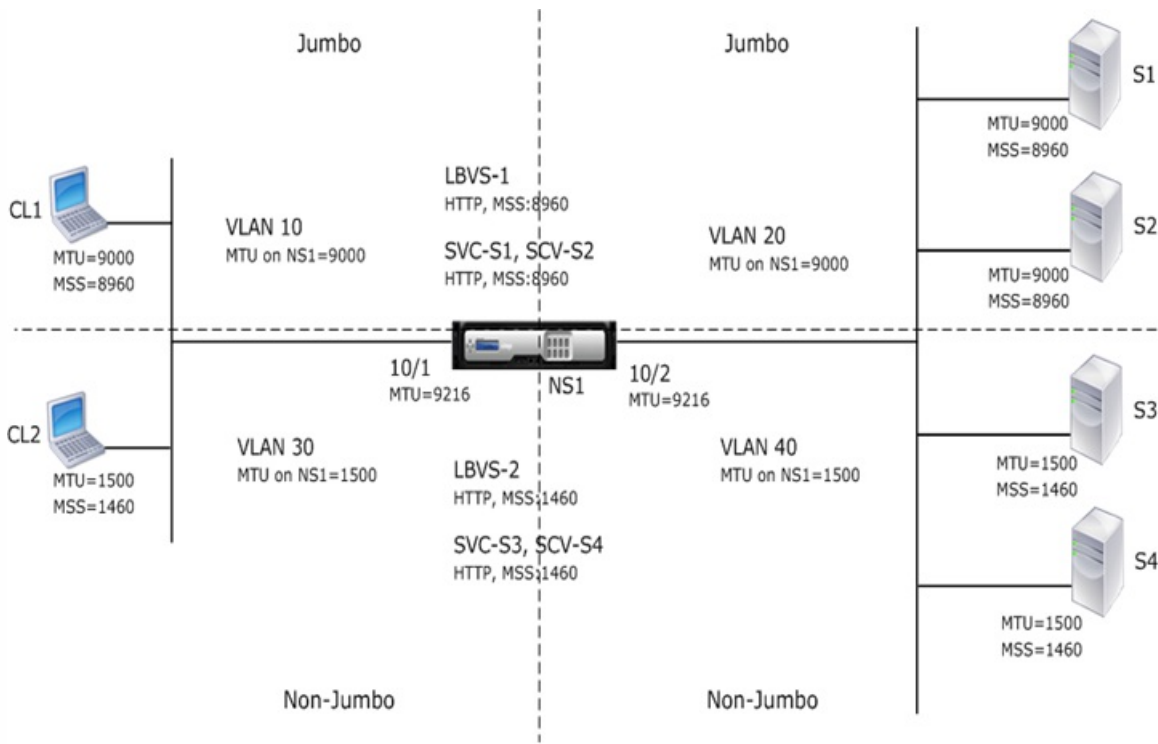 Jumbo
Jumbo
CL1
MTU=9000
MSS=8960
VLAN 10
MTU on NS1=9000
LBVS-1
HTTP, MSS:8960
SVC-S1, SCV-S2
HTTP, MSS:8960
VLAN 20
MTU on NS1=9000
S1
MTU=9000
MSS=8960
S2
MTU=9000
MSS=8960
10/1
MTU=9216
NS1
10/2
MTU=9216
CL2
MTU=1500
MSS=1460
VLAN 30
MTU on NS1=1500
LBVS-2
HTTP, MSS:1460
SVC-S3, SCV-S4
HTTP, MSS:1460
VLAN 40
MTU on NS1=1500
S3
MTU=1500
MSS=1460
S4
MTU=1500
MSS=1460
Non-Jumbo
Non-Jumbo